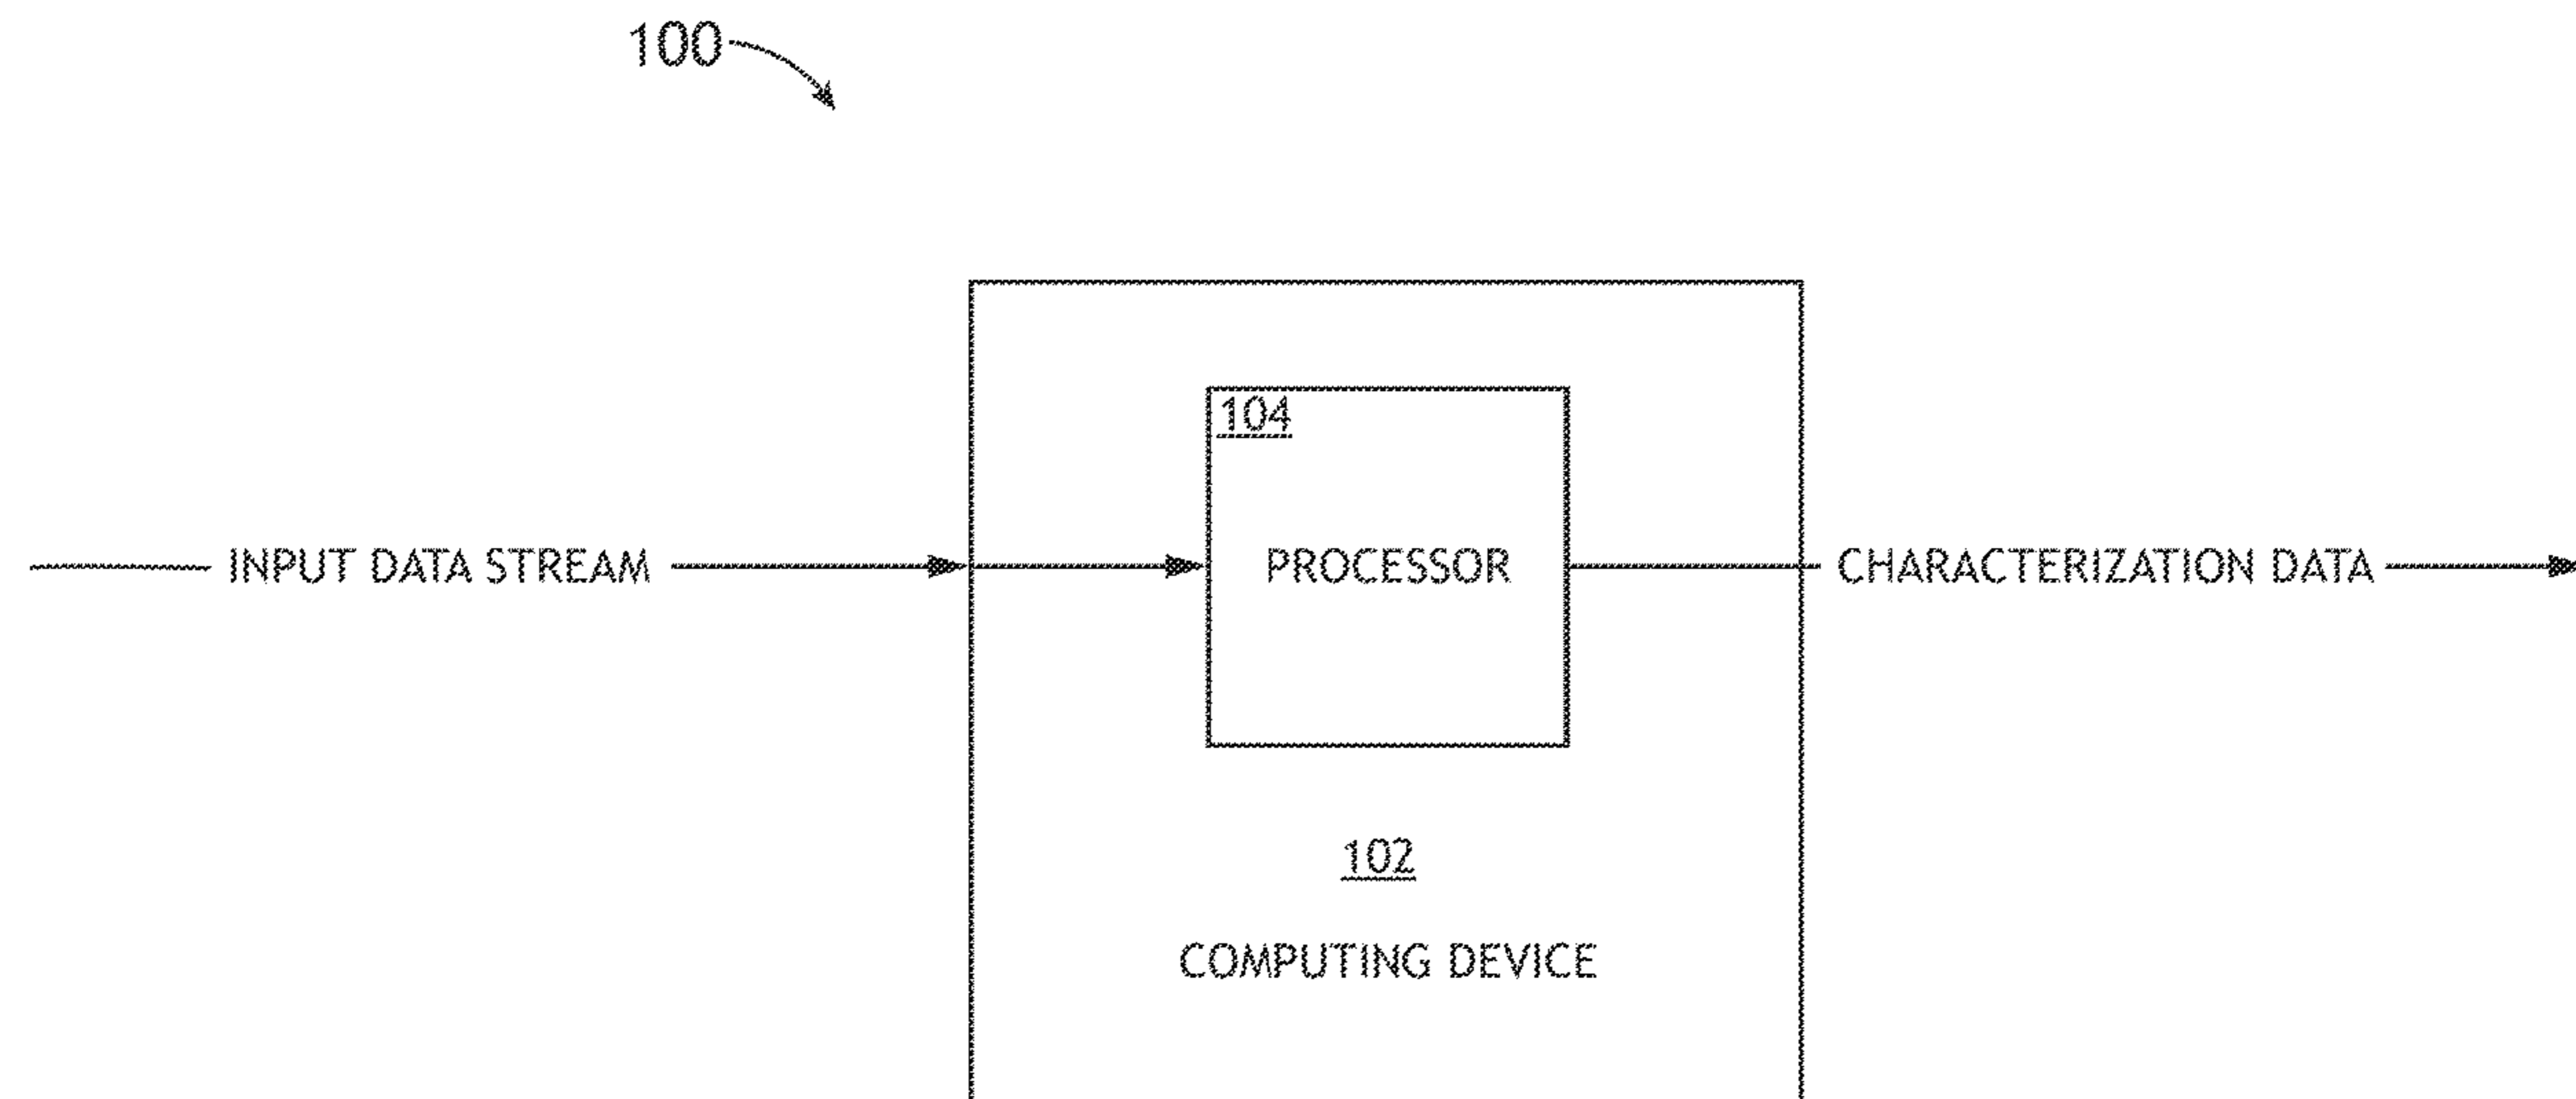 100
104
INPUT DATA STREAM
PROCESSOR
CHARACTERIZATION DATA
102
COMPUTING DEVICE